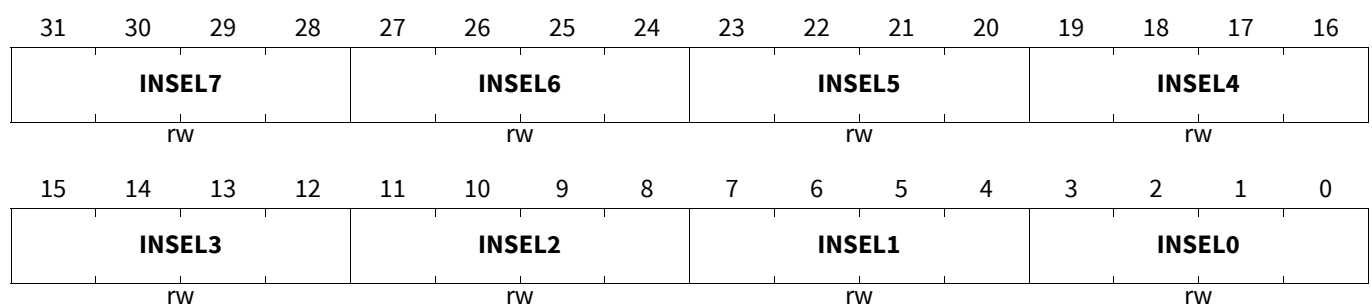 31 30 29 28 27 26 25 24 23 22 21 20 19 18 17 16
INSEL7 INSEL6 INSEL5 INSEL4
rw rw rw rw
15 14 13 12 11 10 9 8 7 6 5 4 3 2 1 0
INSEL3 INSEL2 INSEL1 INSEL0
rw rw rw rw